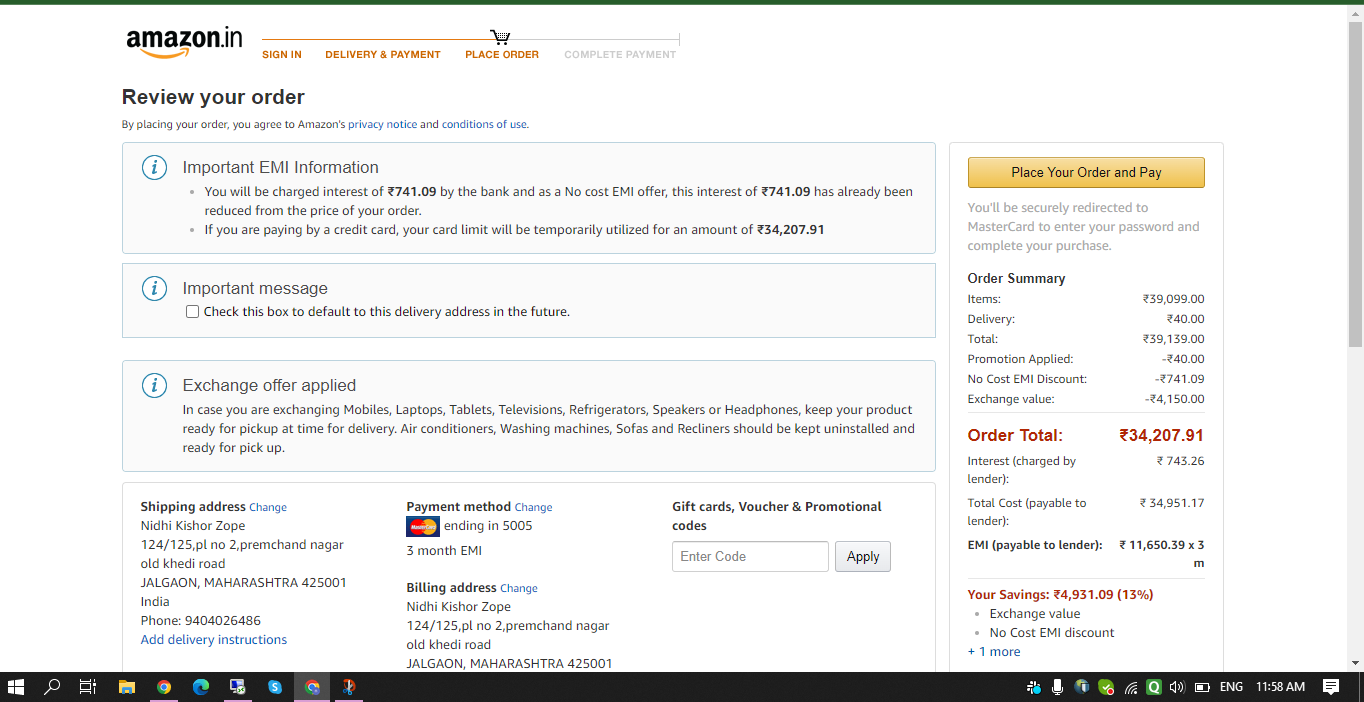 amazon.in
SIGN IN DELIVERY & PAYMENT PLACE ORDER COMPLETE PAYMENT
Review your order
By placing your order, you agree to Amazon's privacy notice and conditions of use.
Important EMI Information
You will be charged interest of ₹741.09 by the bank and as a No cost EMI offer, this interest of ₹741.09 has already been
reduced from the price of your order.
If you are paying by a credit card, your card limit will be temporarily utilized for an amount of ₹34,207.91
Important message
Check this box to default to this delivery address in the future.
Exchange offer applied
In case you are exchanging Mobiles, Laptops, Tablets, Televisions, Refrigerators, Speakers or Headphones, keep your product
ready for pickup at time for delivery. Air conditioners, Washing machines, Sofas and Recliners should be kept uninstalled and
ready for pick up.
Shipping address Change
Nidhi Kishor Zope
124/125,pl no 2,premchand nagar
old khedi road
JALGAON, MAHARASHTRA 425001
India
Phone: 9404026486
Add delivery instructions
Payment method Change
MasterCard ending in 5005
3 month EMI
Billing address Change
Nidhi Kishor Zope
124/125,pl no 2,premchand nagar
old khedi road
JALGAON, MAHARASHTRA 425001
Gift cards, Voucher & Promotional
codes
Enter Code Apply
Place Your Order and Pay
You'll be securely redirected to
MasterCard to enter your password and
complete your purchase.
Order Summary
Items: ₹39,099.00
Delivery: ₹40.00
Total: ₹39,139.00
Promotion Applied: -₹40.00
No Cost EMI Discount: -₹741.09
Exchange value: -₹4,150.00
Order Total: ₹34,207.91
Interest (charged by ₹ 743.26
lender):
Total Cost (payable to ₹ 34,951.17
lender):
EMI (payable to lender): ₹ 11,650.39 x 3
m
Your Savings: ₹4,931.09 (13%)
Exchange value
No Cost EMI discount
+ 1 more
ENG 11:58 AM